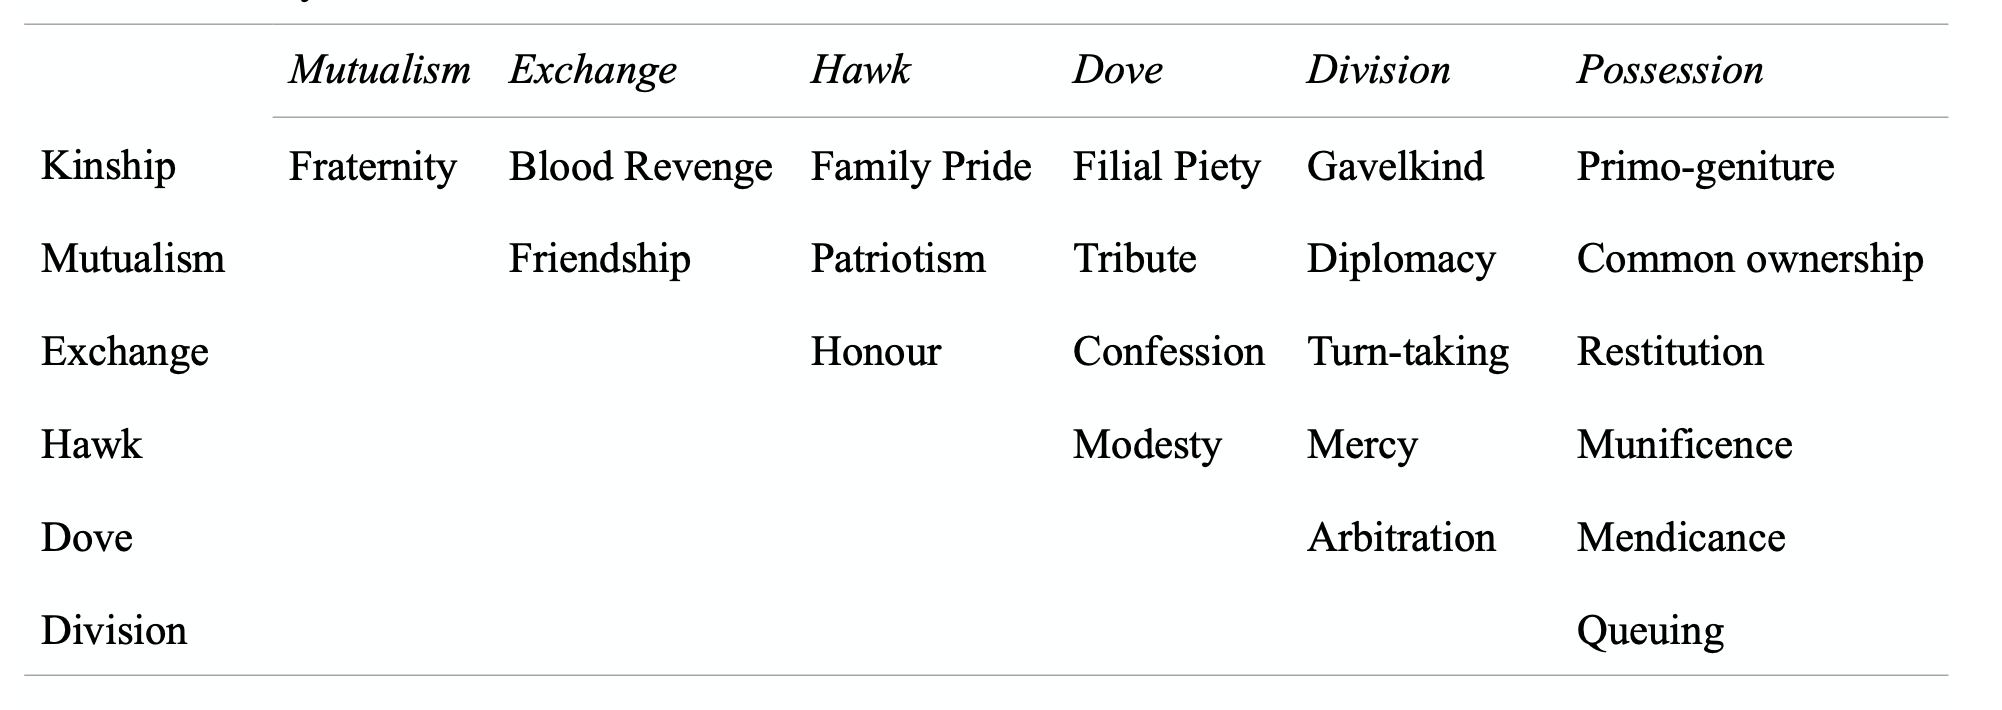 Mutualism Exchange Hawk Dove Division Possession
Kinship Fraternity Blood Revenge Family Pride Filial Piety Gavelkind Primo-geniture
Mutualism Friendship Patriotism Tribute Diplomacy Common ownership
Exchange Honour Confession Turn-taking Restitution
Hawk Modesty Mercy Munificence
Dove Arbitration Mendicance
Division Queuing